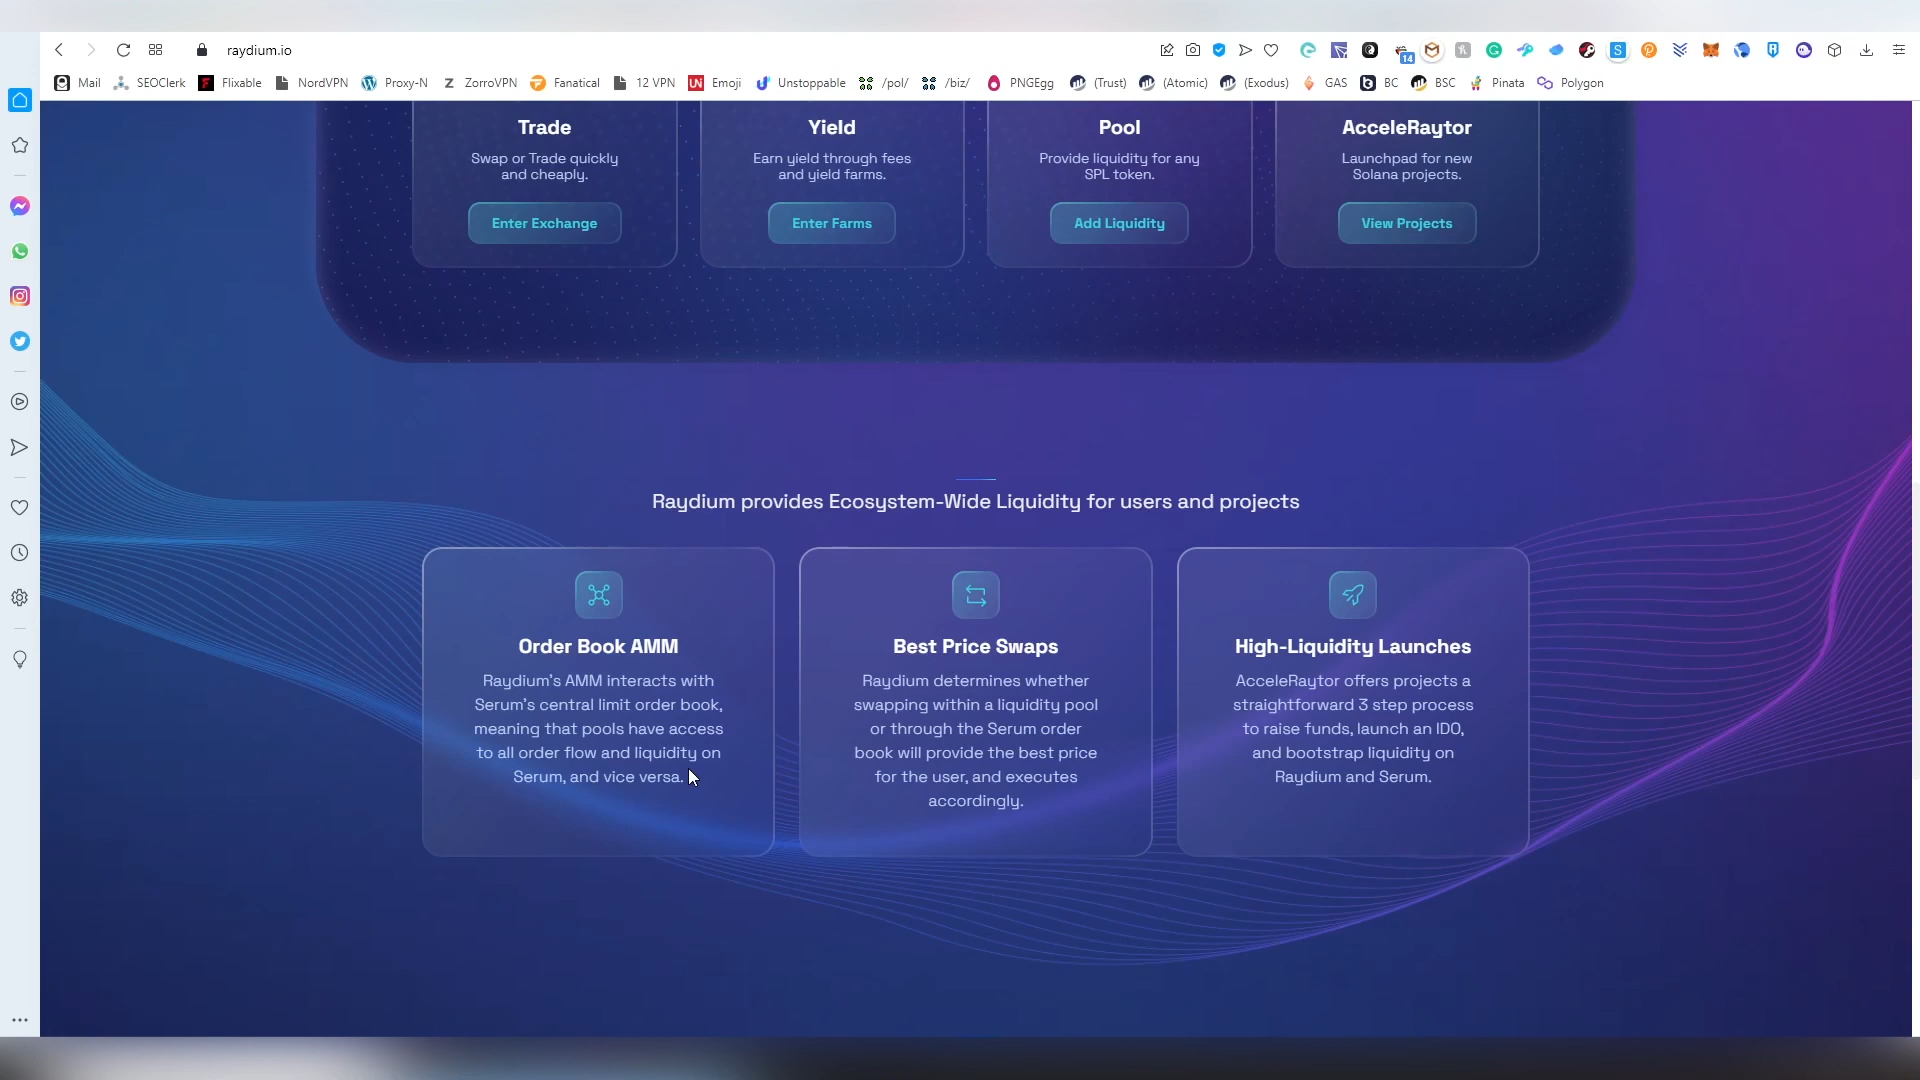 raydium.io
14
Mail SEOClerk Flixable NordVPN Proxy-N ZorroVPN Fanatical 12 VPN Emoji Unstoppable /pol/ /biz/ PNGEgg (Trust) (Atomic) (Exodus) GAS BC BSC Pinata Polygon
Trade
Swap or Trade quickly
and cheaply.
Enter Exchange
Yield
Earn yield through fees
and yield farms.
Enter Farms
Pool
Provide liquidity for any
SPL token.
Add Liquidity
AcceleRaytor
Launchpad for new
Solana projects.
View Projects
Raydium provides Ecosystem-Wide Liquidity for users and projects
Order Book AMM
Raydium's AMM interacts with
Serum's central limit order book,
meaning that pools have access
to all order flow and liquidity on
Serum, and vice versa.
Best Price Swaps
Raydium determines whether
swapping within a liquidity pool
or through the Serum order
book will provide the best price
for the user, and executes
accordingly.
High-Liquidity Launches
AcceleRaytor offers projects a
straightforward 3 step process
to raise funds, launch an IDO,
and bootstrap liquidity on
Raydium and Serum.